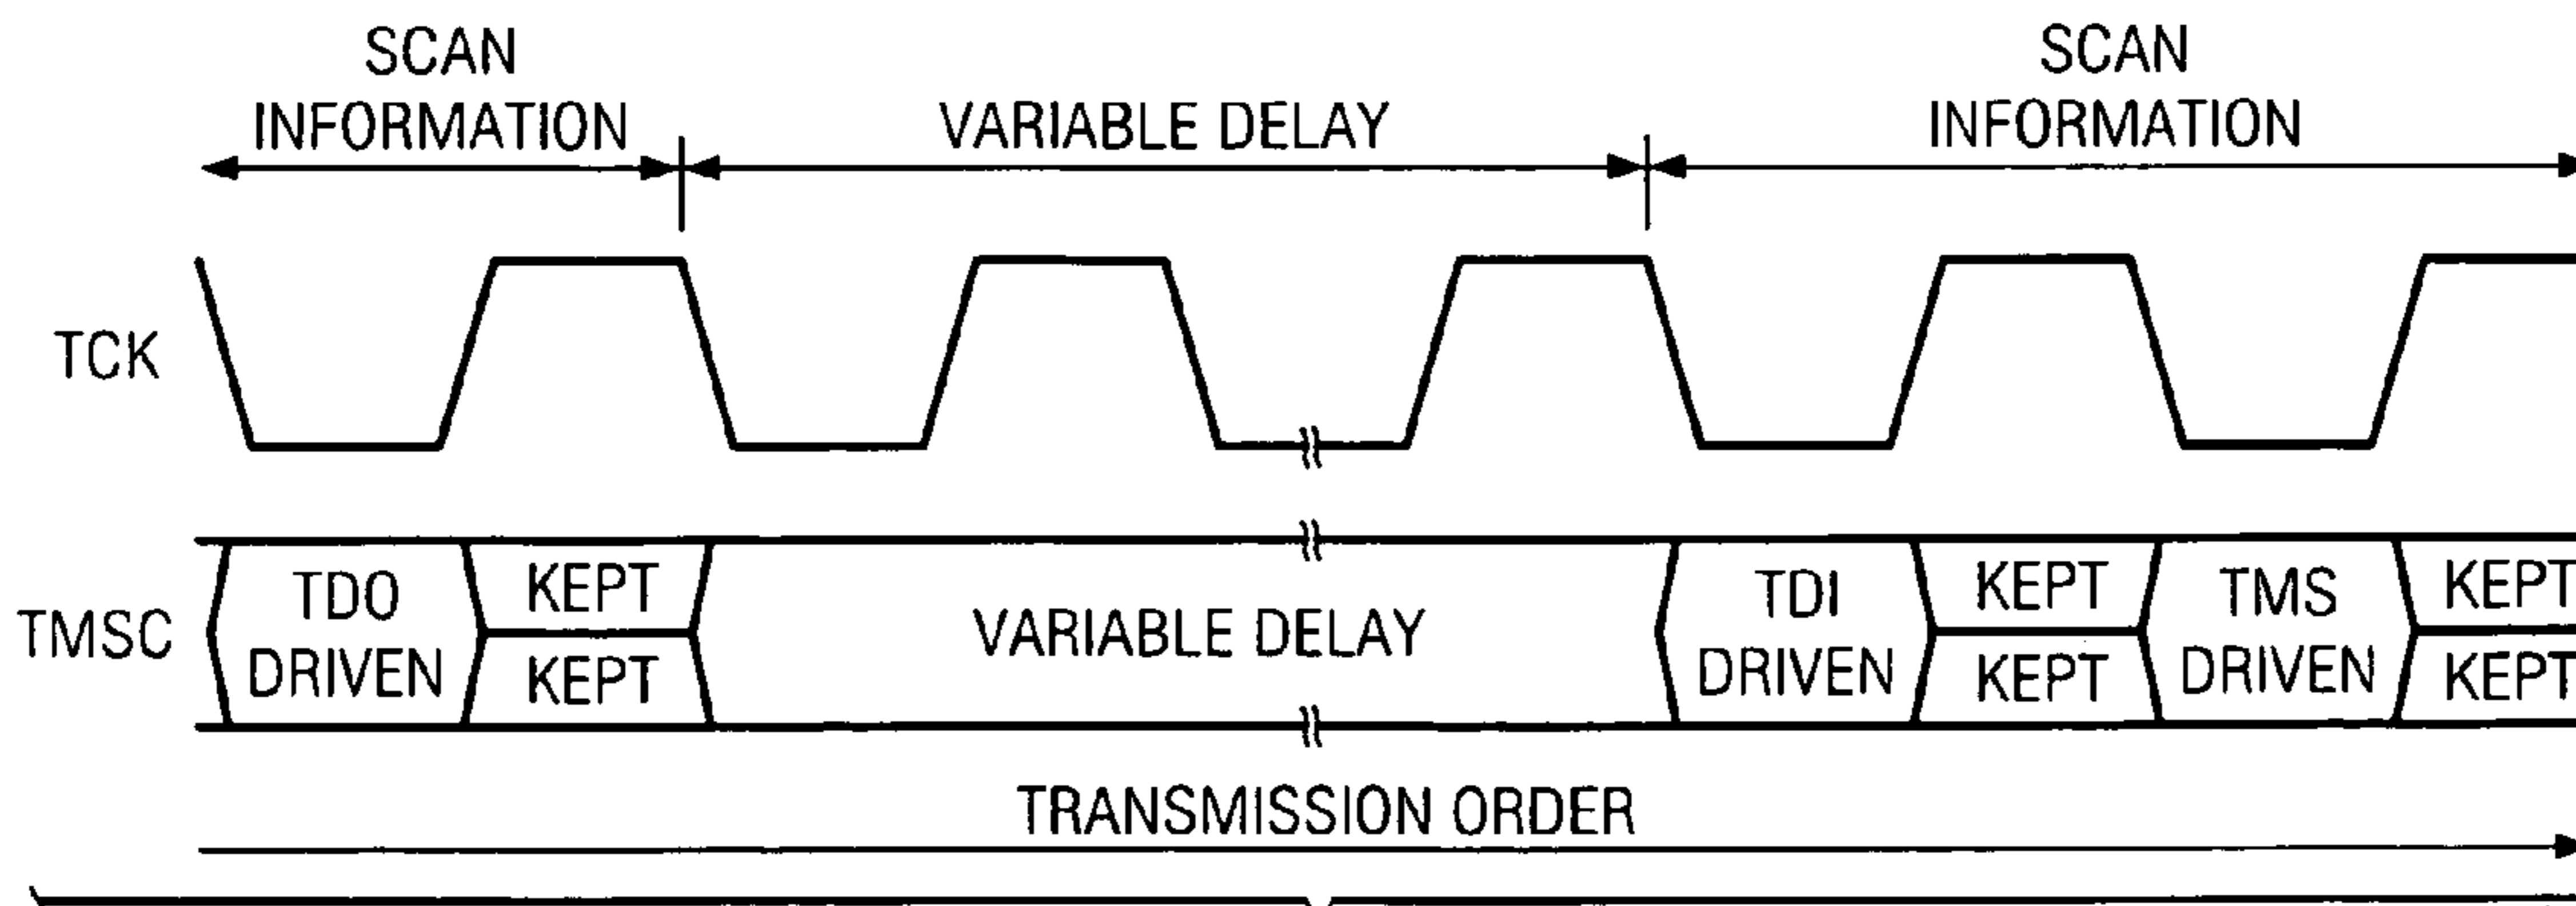 SCAN
INFORMATION
VARIABLE DELAY
SCAN
INFORMATION
TCK
TMSC
TDO
DRIVEN
KEPT
KEPT
VARIABLE DELAY
TDI
DRIVEN
KEPT
KEPT
TMS
DRIVEN
KEPT
KEPT
TRANSMISSION ORDER